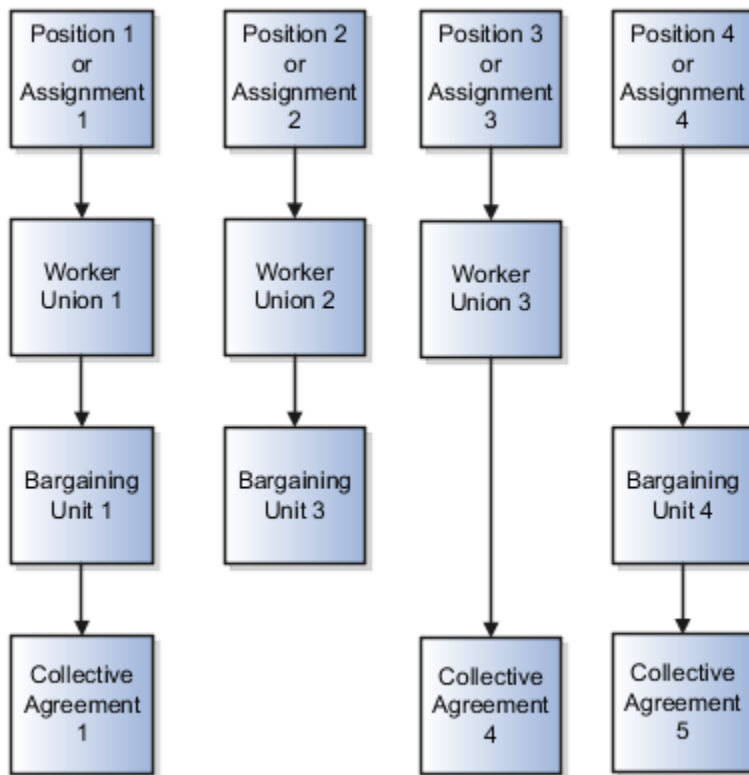 Position 1
or
Assignment
1
Position 2
or
Assignment
2
Position 3
or
Assignment
3
Position 4
or
Assignment
4
Worker
Union 1
Worker
Union 2
Worker
Union 3
Bargaining
Unit 1
Bargaining
Unit 3
Bargaining
Unit 4
Collective
Agreement
1
Collective
Agreement
4
Collective
Agreement
5